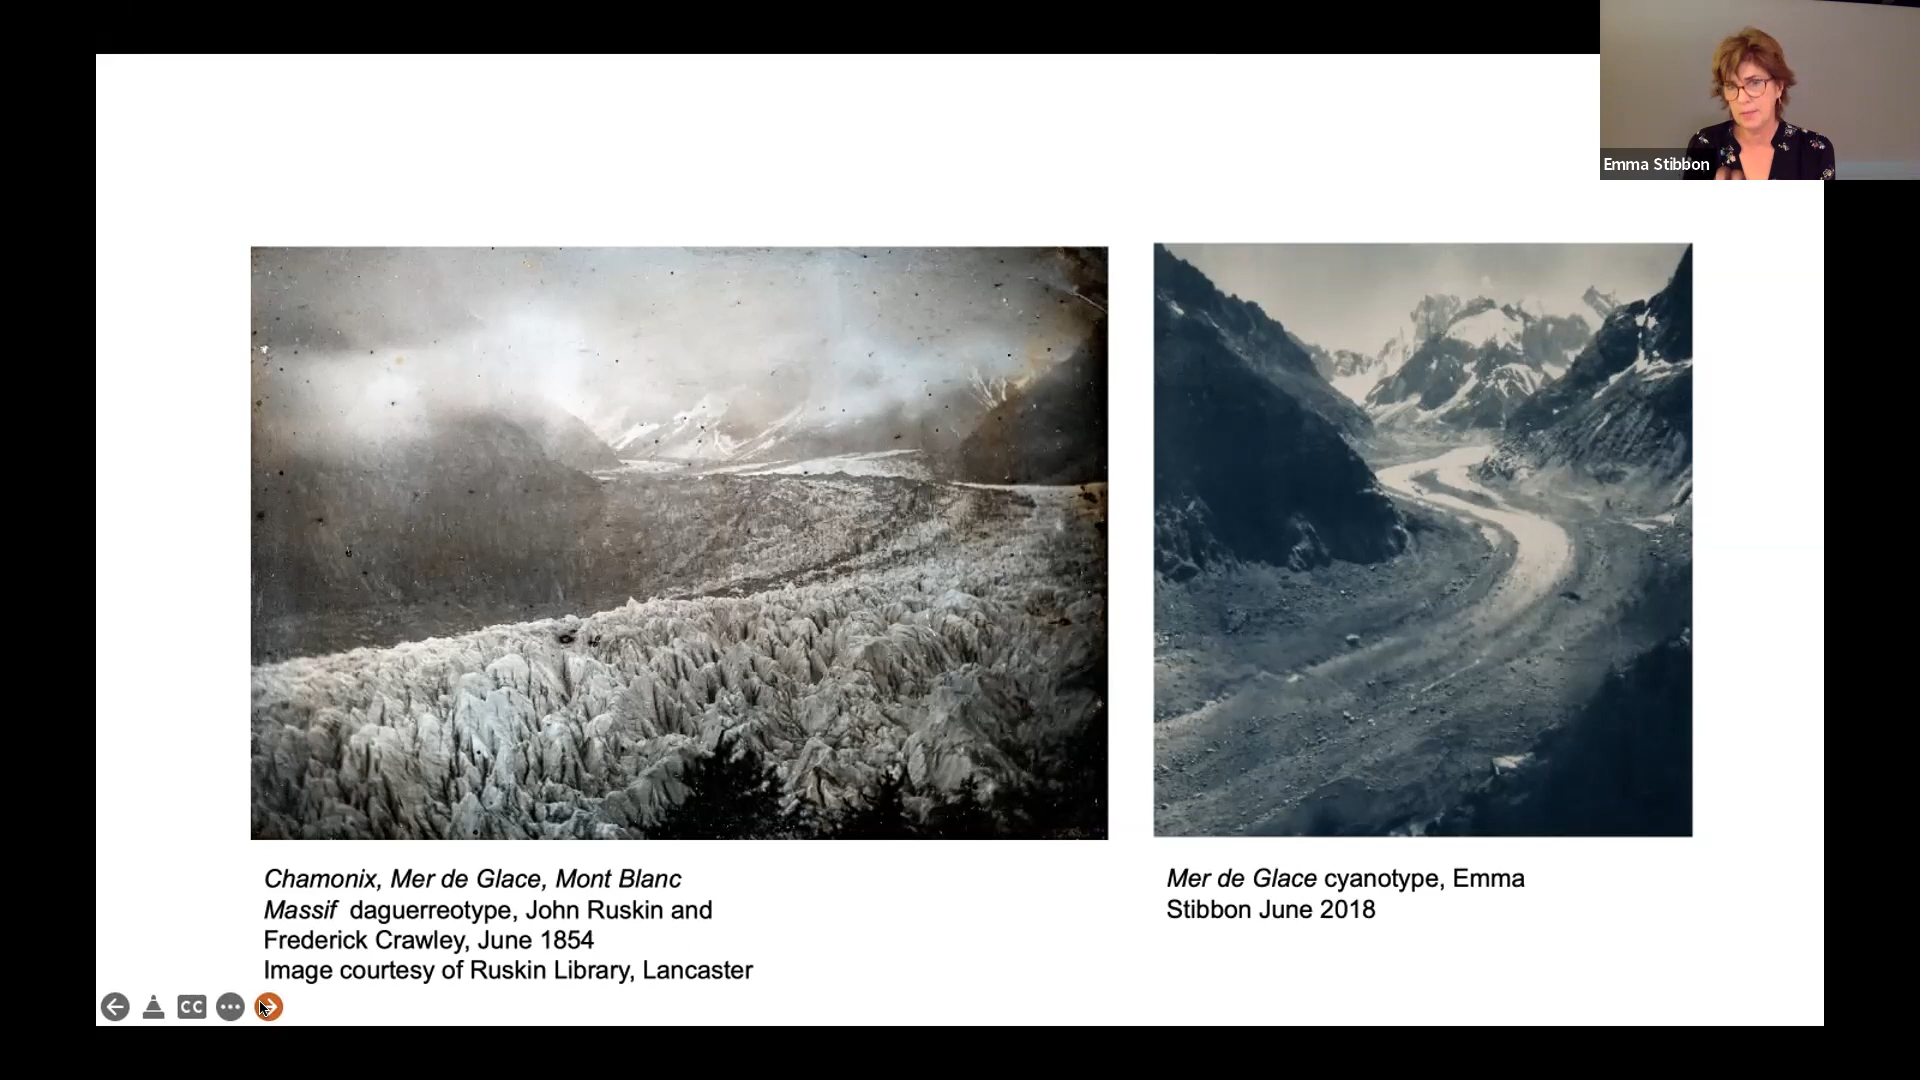 Emma Stibbon
Chamonix, Mer de Glace, Mont Blanc
Massif daguerreotype, John Ruskin and
Frederick Crawley, June 1854
Image courtesy of Ruskin Library, Lancaster
Mer de Glace cyanotype, Emma
Stibbon June 2018
CC